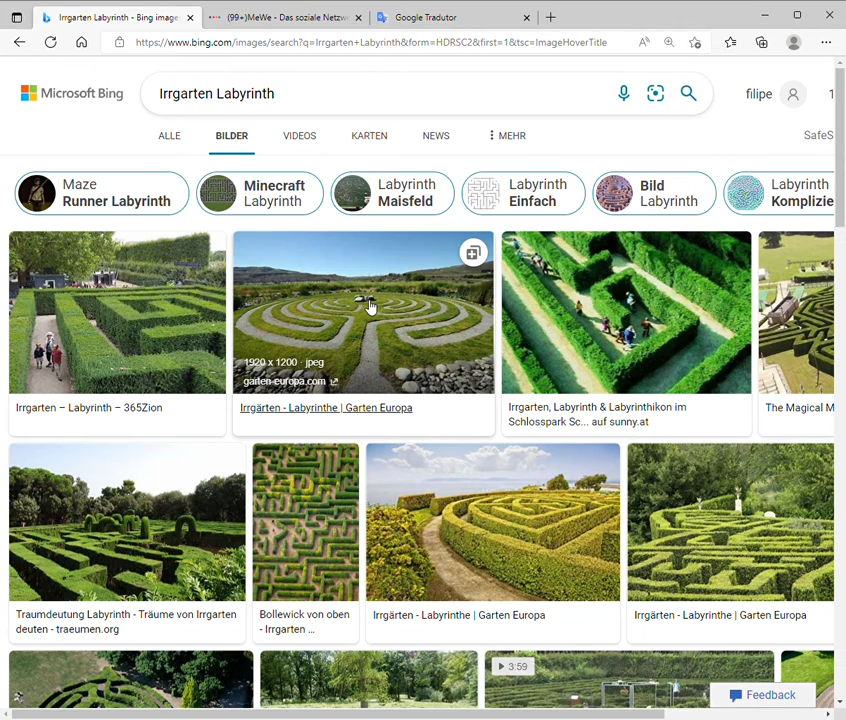 Irrgarten Labyrinth - Bing image
(99+)MeWe - Das soziale Netzwe
Google Tradutor
https://www.bing.com/images/search?q=Irrgarten+Labyrinth&form=HDRSC2&first=1&tsc=ImageHoverTitle
Microsoft Bing
Irrgarten Labyrinth
filipe
1
ALLE
BILDER
VIDEOS
KARTEN
NEWS
MEHR
SafeS
Maze
Runner Labyrinth
Minecraft
Labyrinth
Labyrinth
Maisfeld
Labyrinth
Einfach
Bild
Labyrinth
Labyrinth
Komplizie
1920 x 1200 · jpeg
garten-europa.com
Irrgarten – Labyrinth – 365Zion
Irrgärten - Labyrinthe | Garten Europa
Irrgarten, Labyrinth & Labyrinthikon im
Schlosspark Sc... auf sunny.at
The Magical M
Traumdeutung Labyrinth - Träume von Irrgarten
deuten - traeumen.org
Bollewick von oben
- Irrgarten ...
Irrgärten - Labyrinthe | Garten Europa
Irrgärten - Labyrinthe | Garten Europa
3:59
Feedback